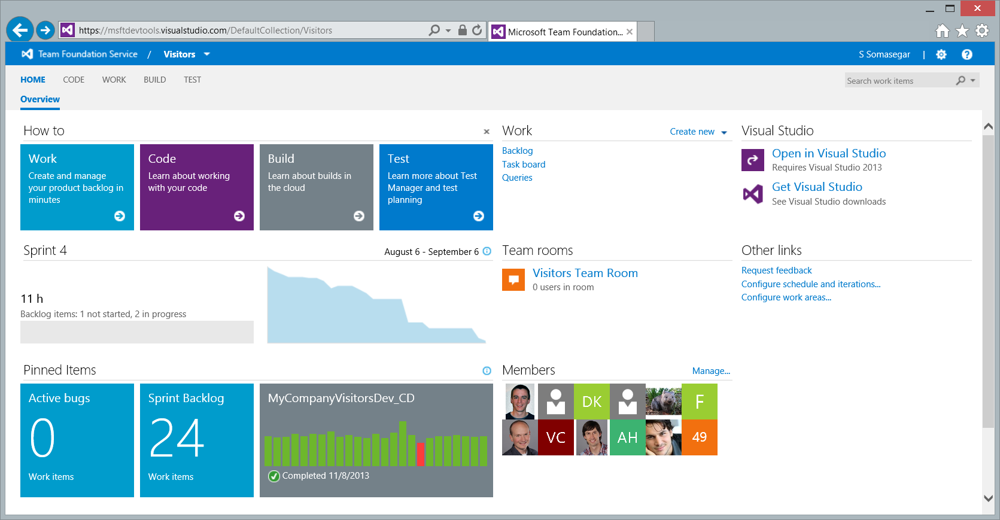 https://msftdevtools.visualstudio.com/DefaultCollection/Visitors
Microsoft Team Foundation...
Team Foundation Service / Visitors
S Somasegar |
HOME CODE WORK BUILD TEST
Search work items
Overview
How to
Work
Create and manage
your product backlog in
minutes
Code
Learn about working
with your code
Build
Learn about builds in
the cloud
Test
Learn more about Test
Manager and test
planning
Work
Create new
Backlog
Task board
Queries
Visual Studio
Open in Visual Studio
Requires Visual Studio 2013
Get Visual Studio
See Visual Studio downloads
Sprint 4
August 6 - September 6
11 h
Backlog items: 1 not started, 2 in progress
Team rooms
Visitors Team Room
0 users in room
Other links
Request feedback
Configure schedule and iterations...
Configure work areas...
Pinned Items
Active bugs
0
Work items
Sprint Backlog
24
Work items
MyCompanyVisitorsDev_CD
Completed 11/8/2013
Members
Manage...
DK
F
VC
AH
49